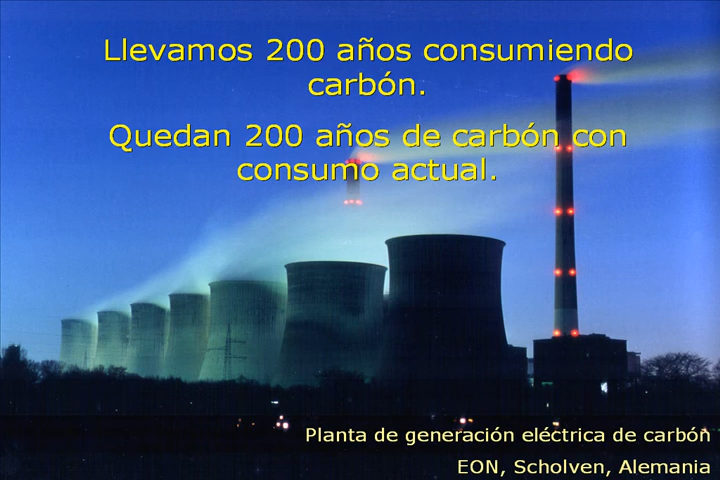 Llevamos 200 años consumiendo
carbón.
Quedan 200 años de carbón con
consumo actual.
Planta de generación eléctrica de carbón
EON, Scholven, Alemania